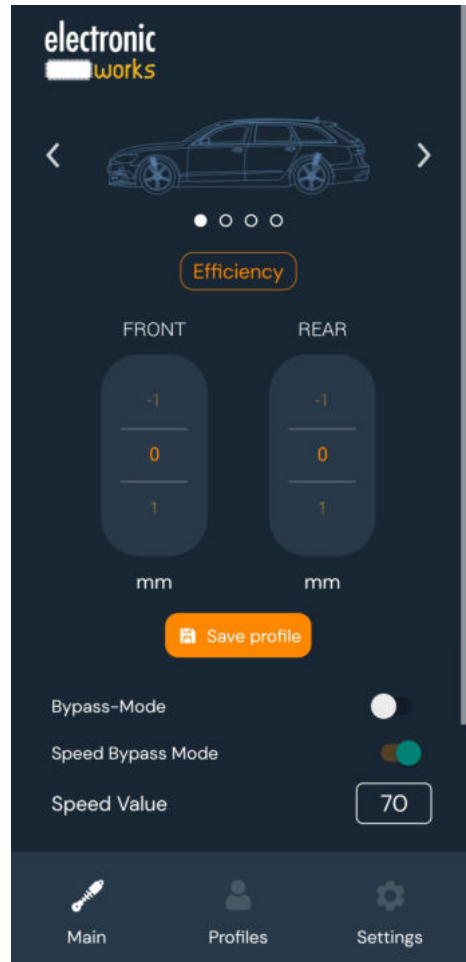 electronic
works
Efficiency
FRONT REAR
-1 -1
0 0
1 1
mm mm
Save profile
Bypass-Mode
Speed Bypass Mode
Speed Value 70
Main Profiles Settings